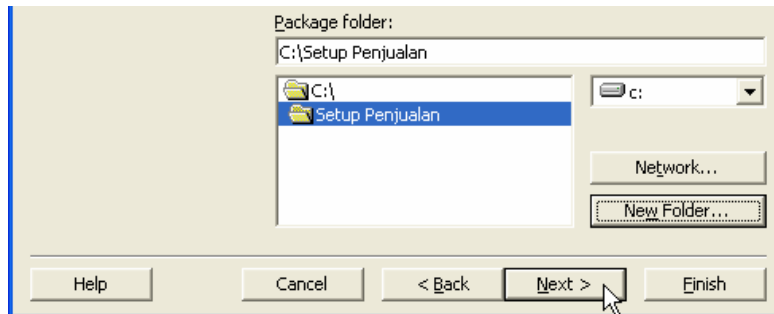 Package folder:
C:\Setup Penjualan
C:\
c:
Setup Penjualan
Network...
New Folder...
Help
Cancel
< Back
Next >
Finish